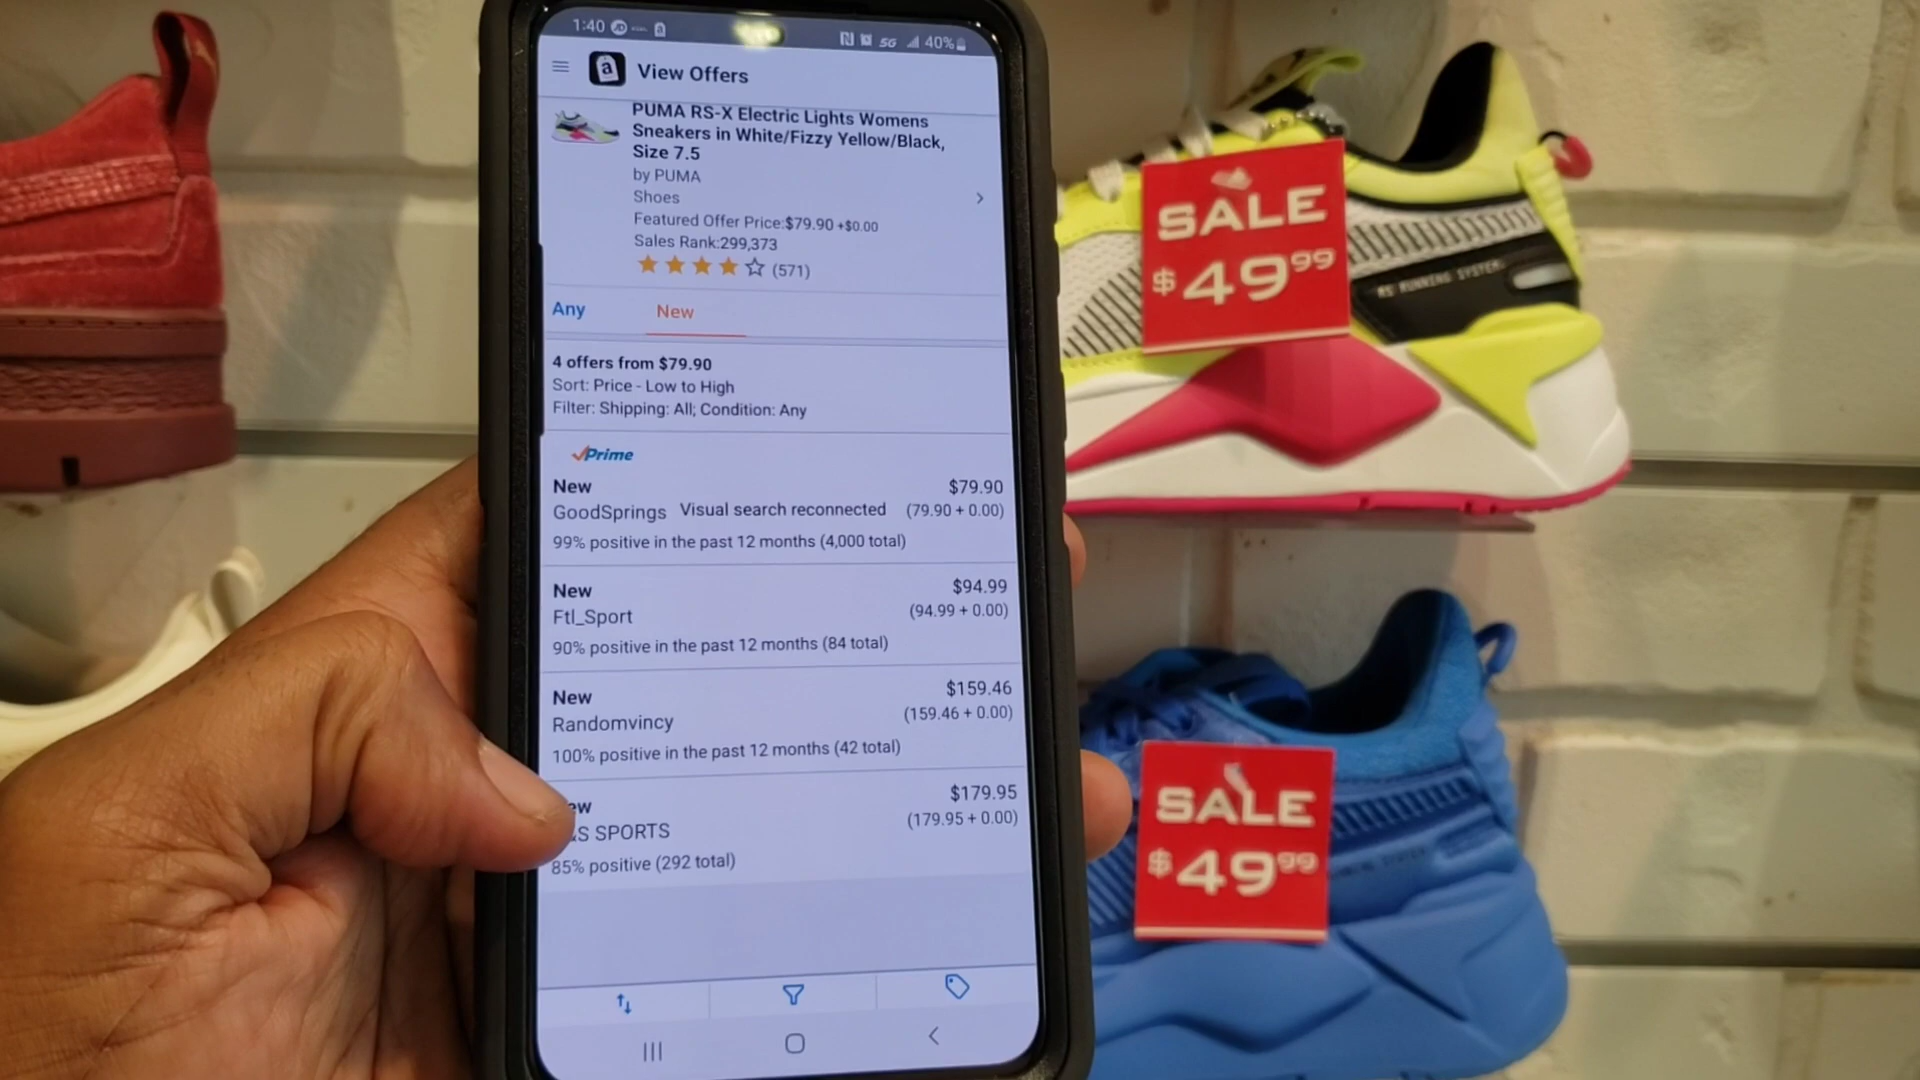 1:40
5G 40%
a View Offers
PUMA RS-X Electric Lights Womens
Sneakers in White/Fizzy Yellow/Black,
Size 7.5
by PUMA
Shoes
Featured Offer Price:$79.90 +$0.00
Sales Rank:299,373
(571)
Any New
4 offers from $79.90
Sort: Price - Low to High
Filter: Shipping: All; Condition: Any
Prime
New $79.90
GoodSprings Visual search reconnected (79.90 + 0.00)
99% positive in the past 12 months (4,000 total)
New $94.99
Ftl_Sport (94.99 + 0.00)
90% positive in the past 12 months (84 total)
New $159.46
Randomvincy (159.46 + 0.00)
100% positive in the past 12 months (42 total)
$179.95
SPORTS (179.95 + 0.00)
85% positive (292 total)
SALE
$4999
RS RUNNING SYSTEM
SALE
$4999